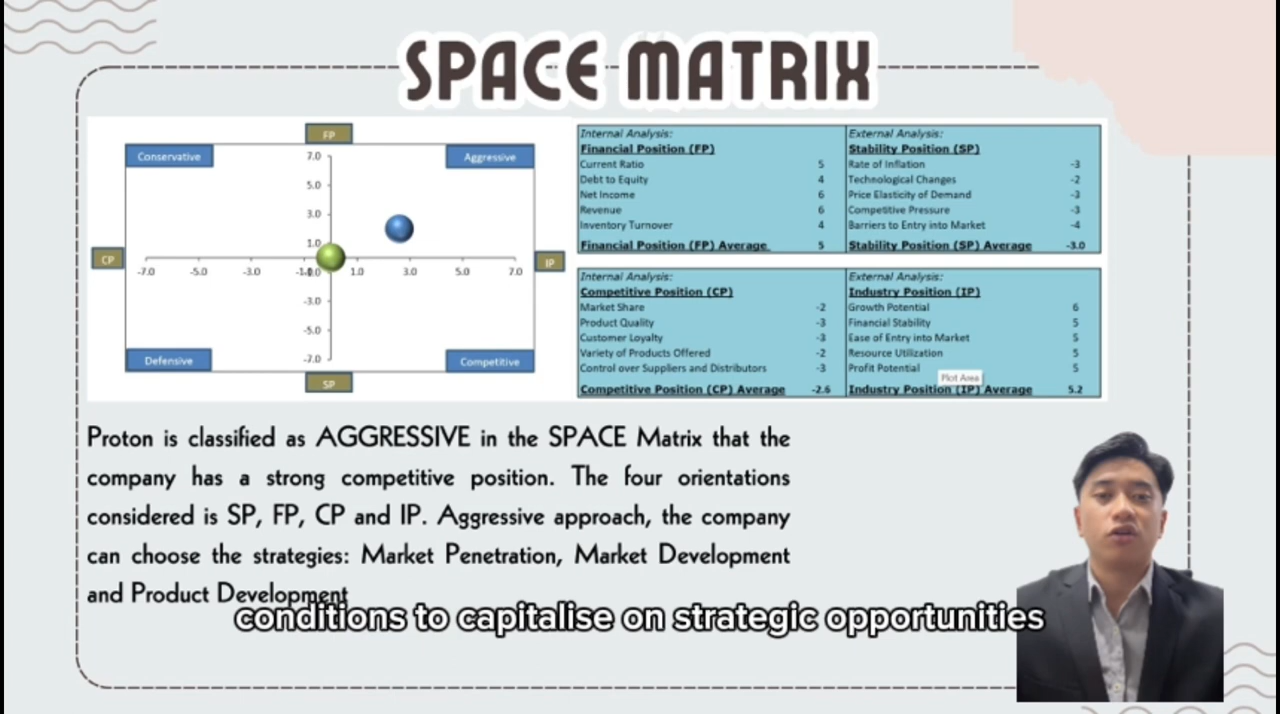 SPACE MATRIX
FP
Conservative
Aggressive
7.0
5.0
3.0
1.0
CP
IP
-7.0 -5.0 -3.0 -1.0 1.0 3.0 5.0 7.0
-3.0
-5.0
-7.0
Defensive
Competitive
SP
Internal Analysis:
Financial Position (FP)
Current Ratio 5
Debt to Equity 4
Net Income 6
Revenue 6
Inventory Turnover 4
Financial Position (FP) Average 5
External Analysis:
Stability Position (SP)
Rate of Inflation -3
Technological Changes -2
Price Elasticity of Demand -3
Competitive Pressure -3
Barriers to Entry into Market -4
Stability Position (SP) Average -3.0
Internal Analysis:
Competitive Position (CP)
Market Share -2
Product Quality -3
Customer Loyalty -3
Variety of Products Offered -2
Control over Suppliers and Distributors -3
Competitive Position (CP) Average -2.6
External Analysis:
Industry Position (IP)
Growth Potential 6
Financial Stability 5
Ease of Entry into Market 5
Resource Utilization 5
Profit Potential 5
Plot Area
Industry Position (IP) Average 5.2
Proton is classified as AGGRESSIVE in the SPACE Matrix that the
company has a strong competitive position. The four orientations
considered is SP, FP, CP and IP. Aggressive approach, the company
can choose the strategies: Market Penetration, Market Development
and Product Development
conditions to capitalise on strategic opportunities